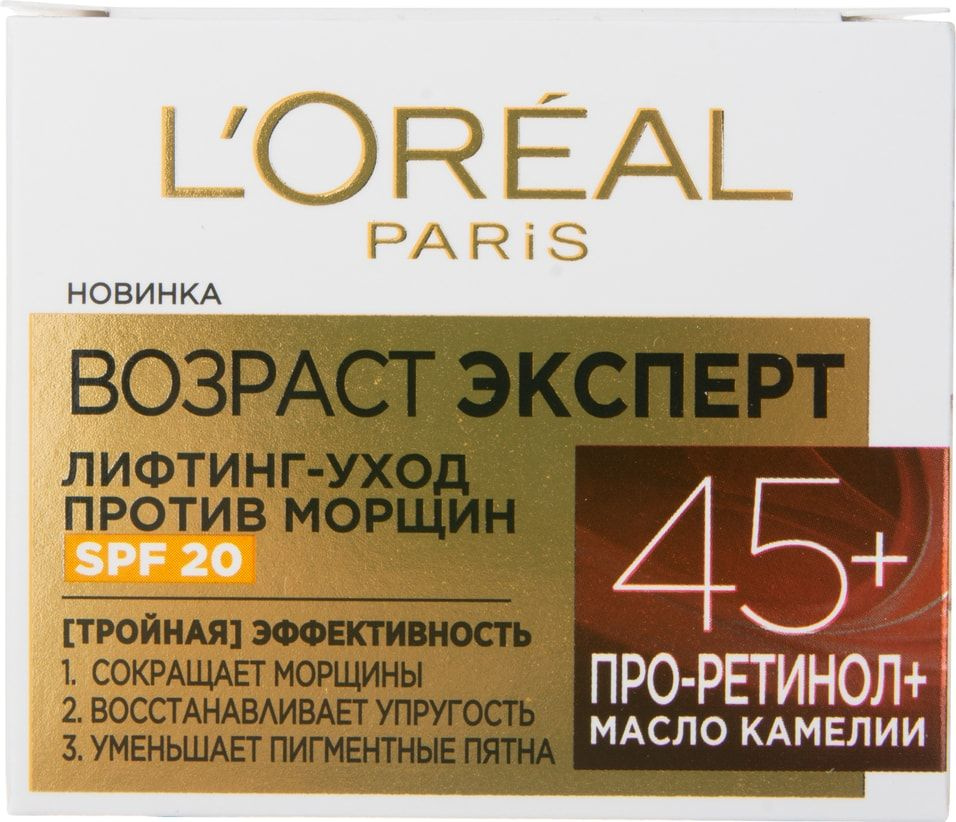 L'ORÉAL
PARiS
НОВИНКА
ВОЗРАСТ ЭКСПЕРТ
ЛИФТИНГ-УХОД
ПРОТИВ МОРЩИН
SPF 20
[ТРОЙНАЯ] ЭФФЕКТИВНОСТЬ
1. СОКРАЩАЕТ МОРЩИНЫ
2. ВОССТАНАВЛИВАЕТ УПРУГОСТЬ
3. УМЕНЬШАЕТ ПИГМЕНТНЫЕ ПЯТНА
45+
ПРО-РЕТИНОЛ+
МАСЛО КАМЕЛИИ